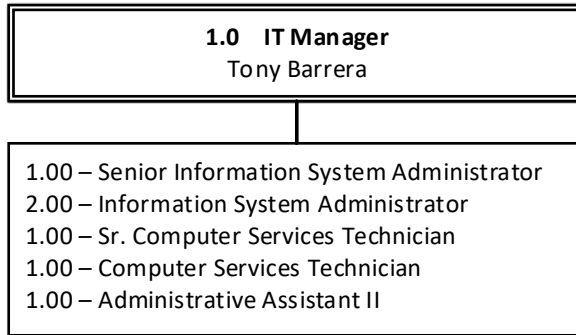 1.0 IT Manager
Tony Barrera
1.00 – Senior Information System Administrator
2.00 – Information System Administrator
1.00 – Sr. Computer Services Technician
1.00 – Computer Services Technician
1.00 – Administrative Assistant II